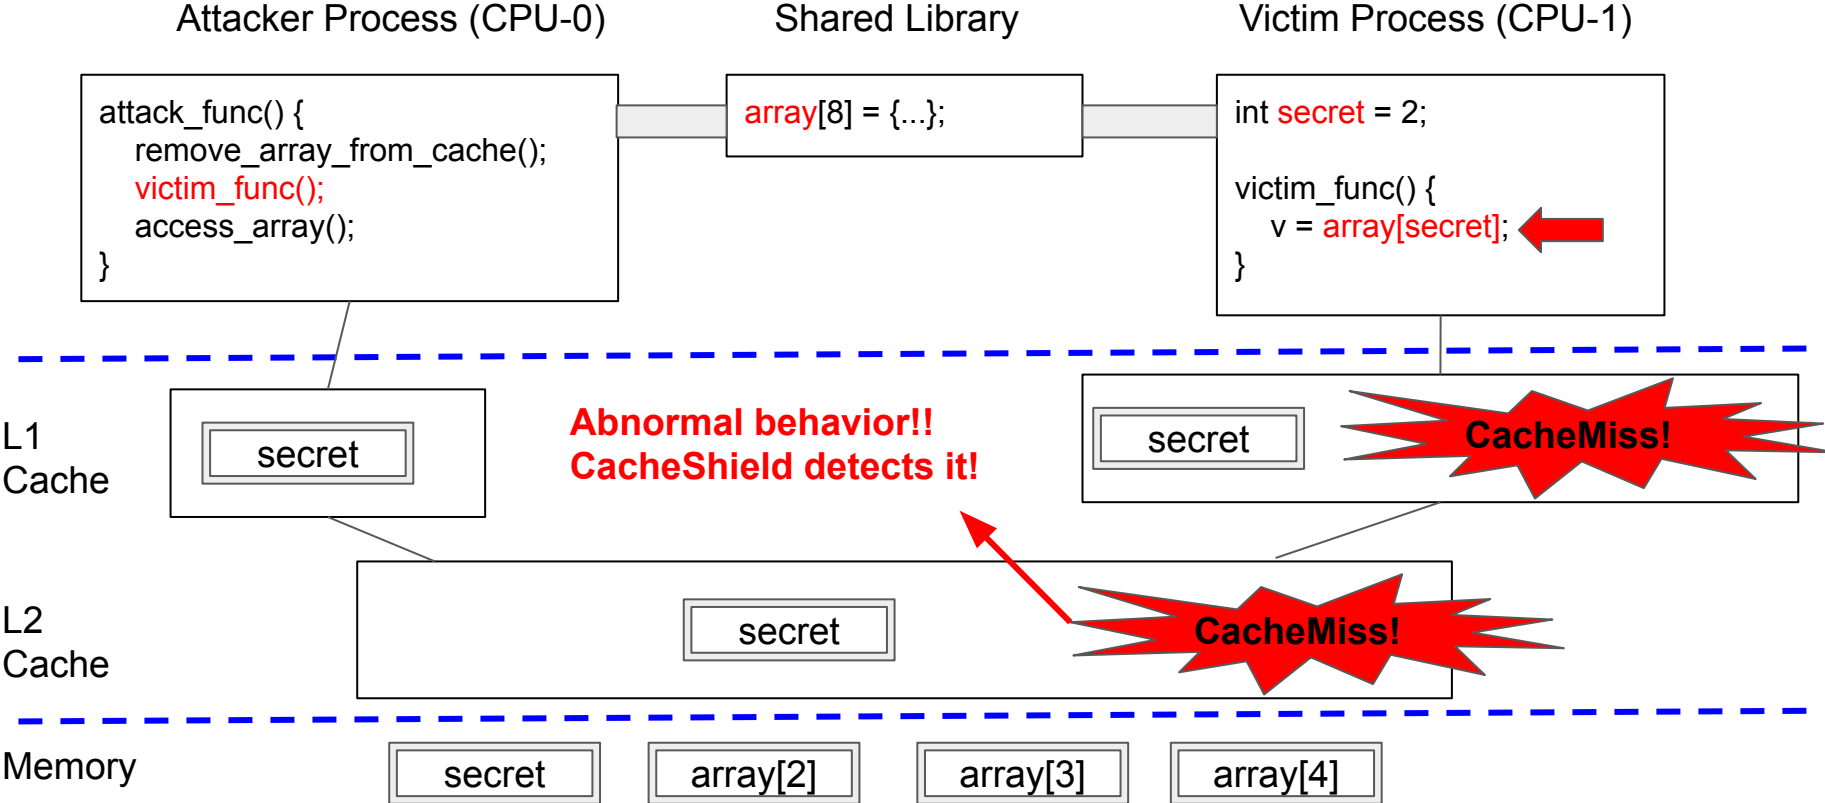 Attacker Process (CPU-0)
Shared Library
Victim Process (CPU-1)
attack_func() {
remove_array_from_cache();
victim_func();
access_array();
}
array[8] = {...};
int secret = 2;
victim_func() {
v = array[secret];
}
L1
Cache
secret
Abnormal behavior!!
CacheShield detects it!
secret
CacheMiss!
L2
Cache
secret
CacheMiss!
Memory
secret
array[2]
array[3]
array[4]